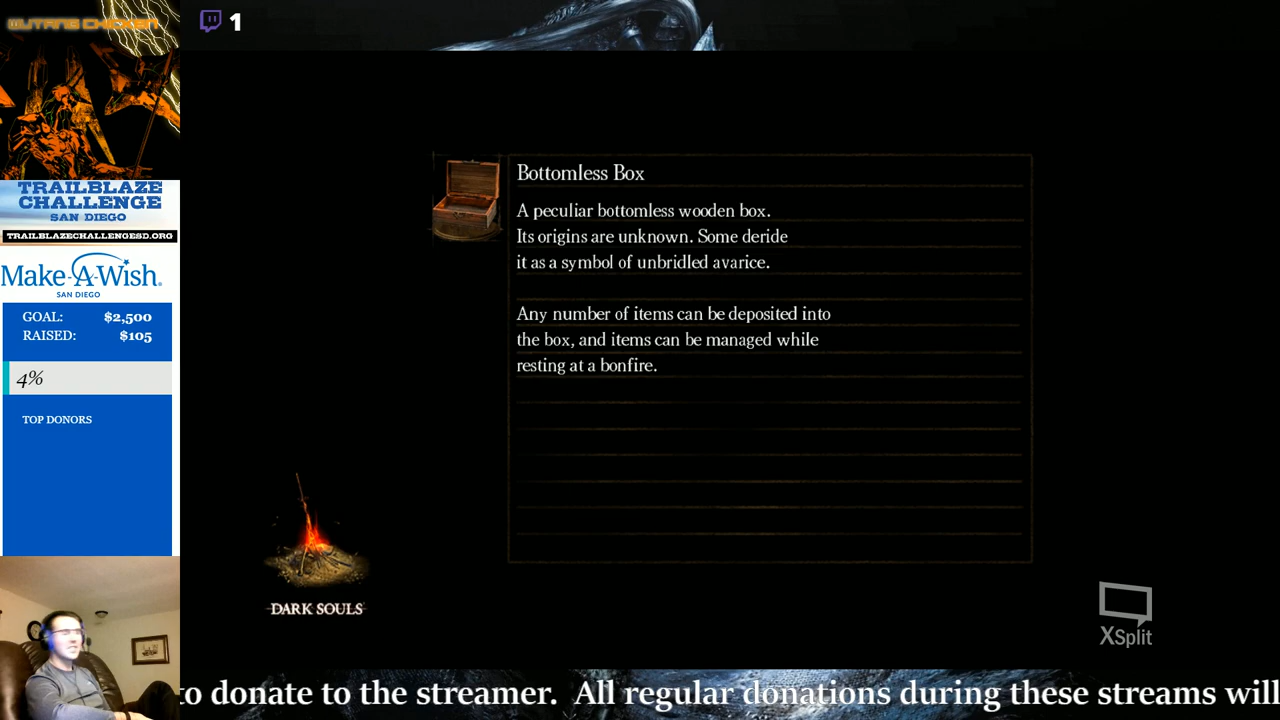 WUTANG CHICKEN
1
TRAILBLAZE
CHALLENGE
SAN DIEGO
TRAILBLAZECHALLENGESD.ORG
Make-A-Wish.
SAN DIEGO
GOAL: $2,500
RAISED: $105
4%
TOP DONORS
Bottomless Box
A peculiar bottomless wooden box.
Its origins are unknown. Some deride
it as a symbol of unbridled avarice.
Any number of items can be deposited into
the box, and items can be managed while
resting at a bonfire.
DARK SOULS
XSplit
to donate to the streamer. All regular donations during these streams will